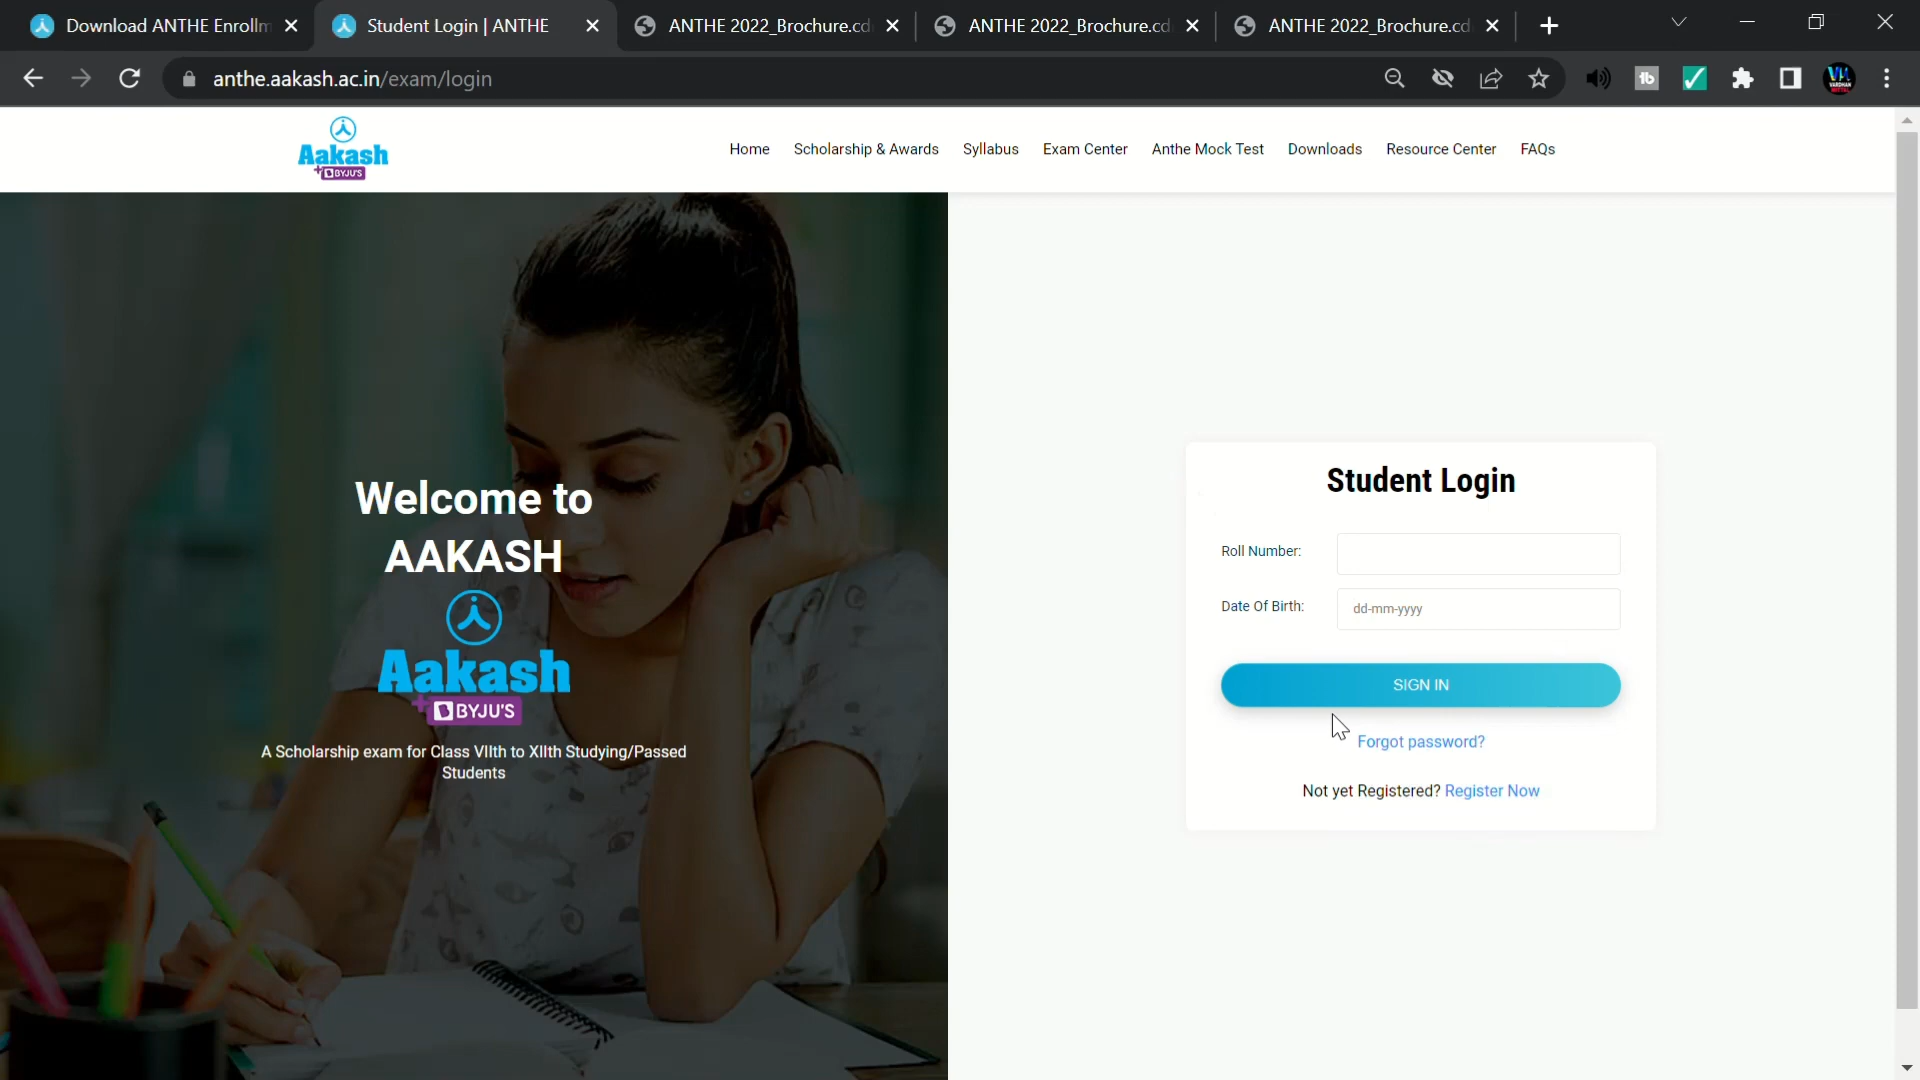 Download ANTHE Enrollm
Student Login | ANTHE
ANTHE 2022_Brochure.cd
ANTHE 2022_Brochure.cd
ANTHE 2022_Brochure.cd
anthe.aakash.ac.in/exam/login
Aakash
+ BYJU'S
Home
Scholarship & Awards
Syllabus
Exam Center
Anthe Mock Test
Downloads
Resource Center
FAQs
Welcome to
AAKASH
Aakash
+ BYJU'S
A Scholarship exam for Class VIIth to XIIth Studying/Passed
Students
Student Login
Roll Number:
Date Of Birth:
dd-mm-yyyy
SIGN IN
Forgot password?
Not yet Registered? Register Now